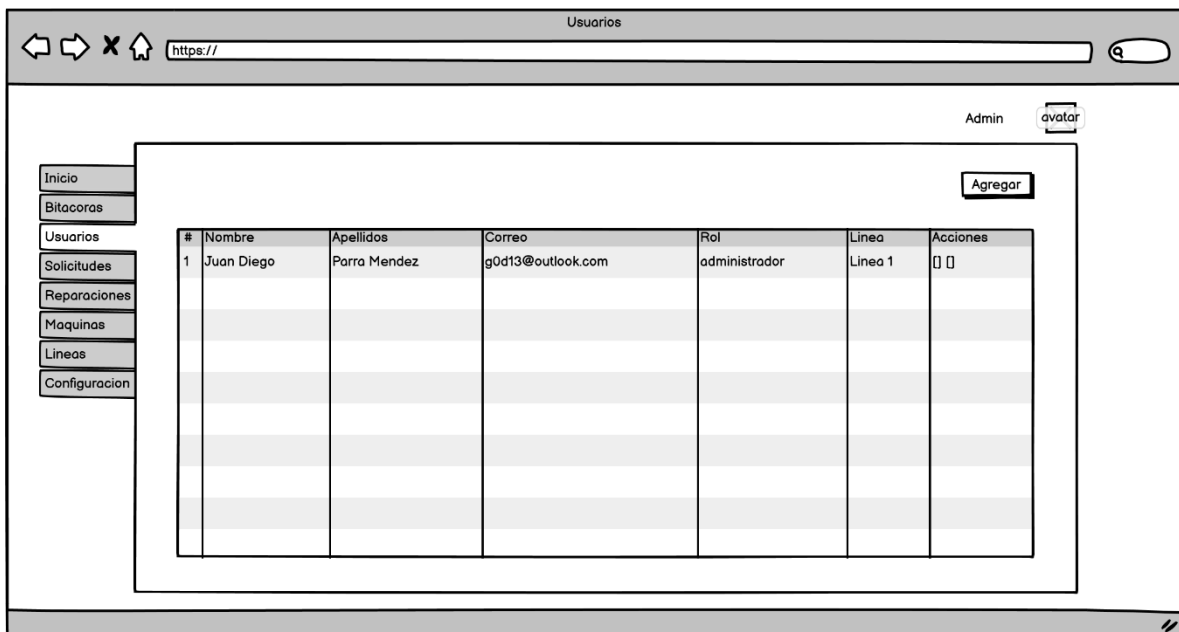 Usuarios
https://
Admin
avatar
Inicio
Bitacoras
Usuarios
Solicitudes
Reparaciones
Maquinas
Lineas
Configuracion
Agregar
# Nombre Apellidos Correo Rol Linea Acciones
1 Juan Diego Parra Mendez g0d13@outlook.com administrador Linea 1 [] []